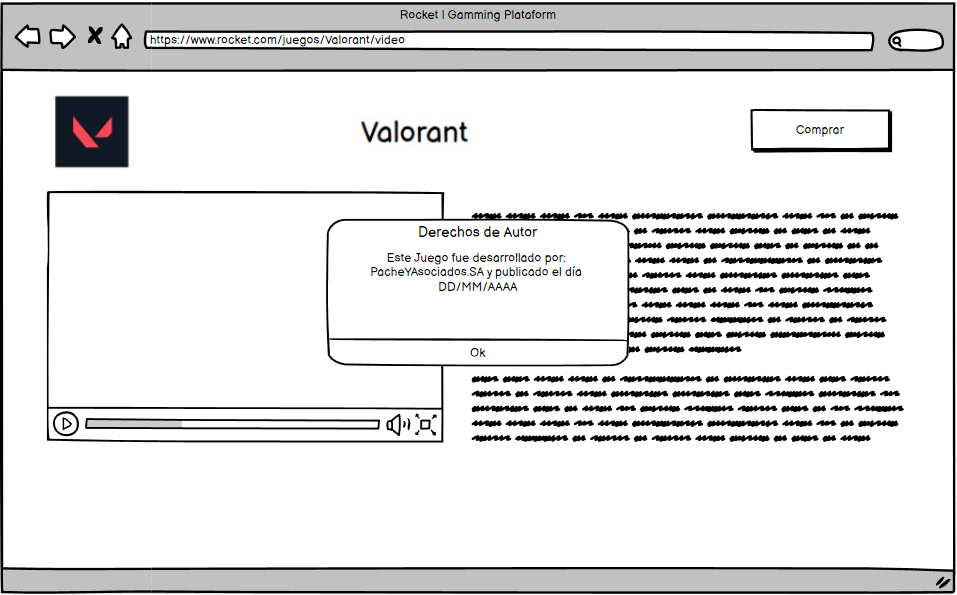 Rocket | Gamming Plataform
https://www.rocket.com/juegos/Valorant/video
Valorant
Comprar
Derechos de Autor
Este Juego fue desarrollado por:
PacheYAsociados.SA y publicado el día
DD/MM/AAAA
Ok